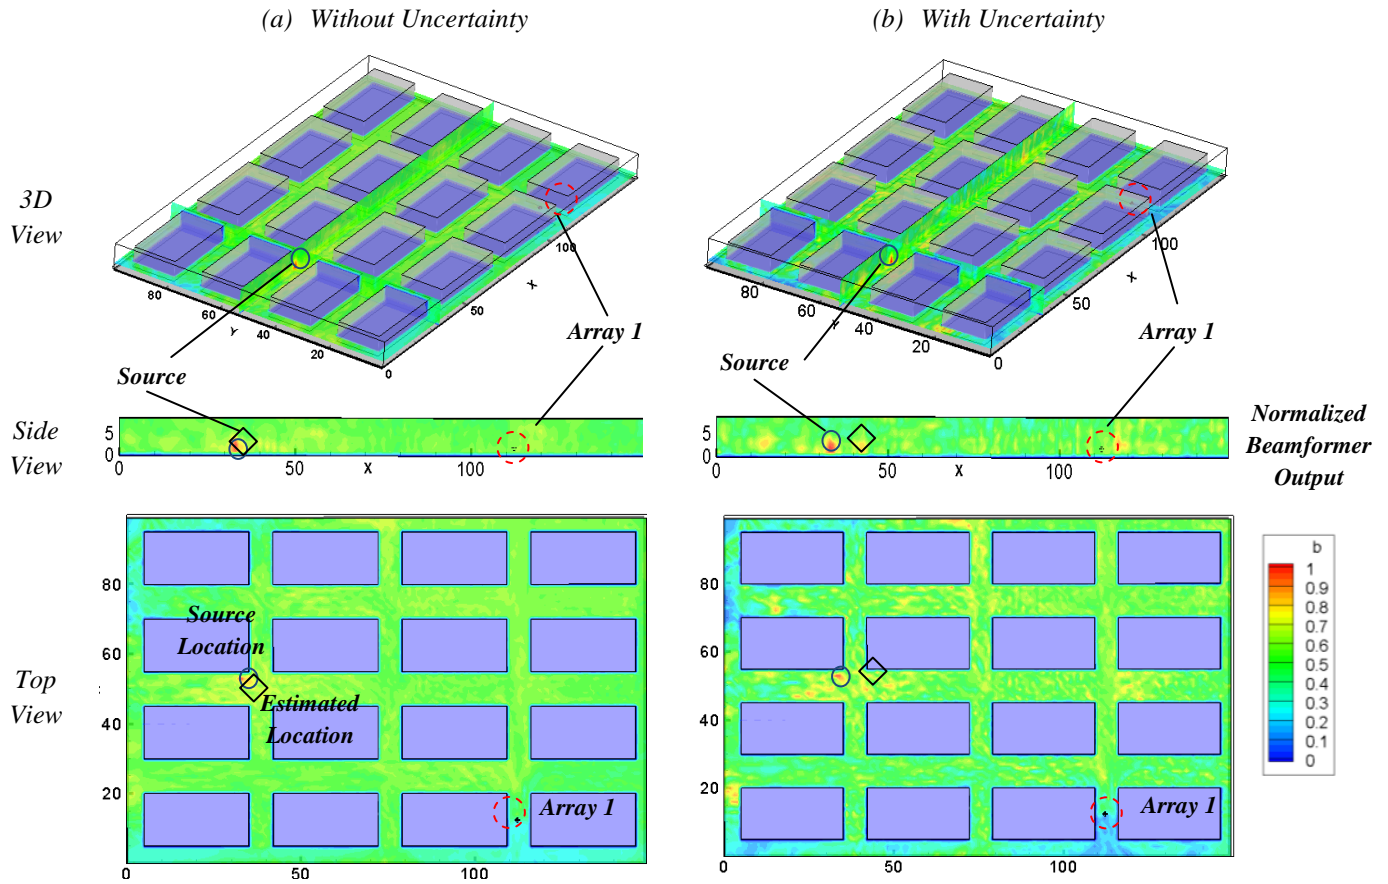 (a) Without Uncertainty
(b) With Uncertainty
3D
View
80
60
Y
40
20
0
50
X
100
80
60
Y
40
20
0
50
X
100
Source
Array 1
Source
Array 1
Side
View
5
0
0
50
X
100
5
0
0
50
X
100
Normalized
Beamformer
Output
Top
View
80
60
40
20
0
50
100
Source
Location
Estimated
Location
Array 1
80
60
40
20
0
50
100
Array 1
b
1
0.9
0.8
0.7
0.6
0.5
0.4
0.3
0.2
0.1
0